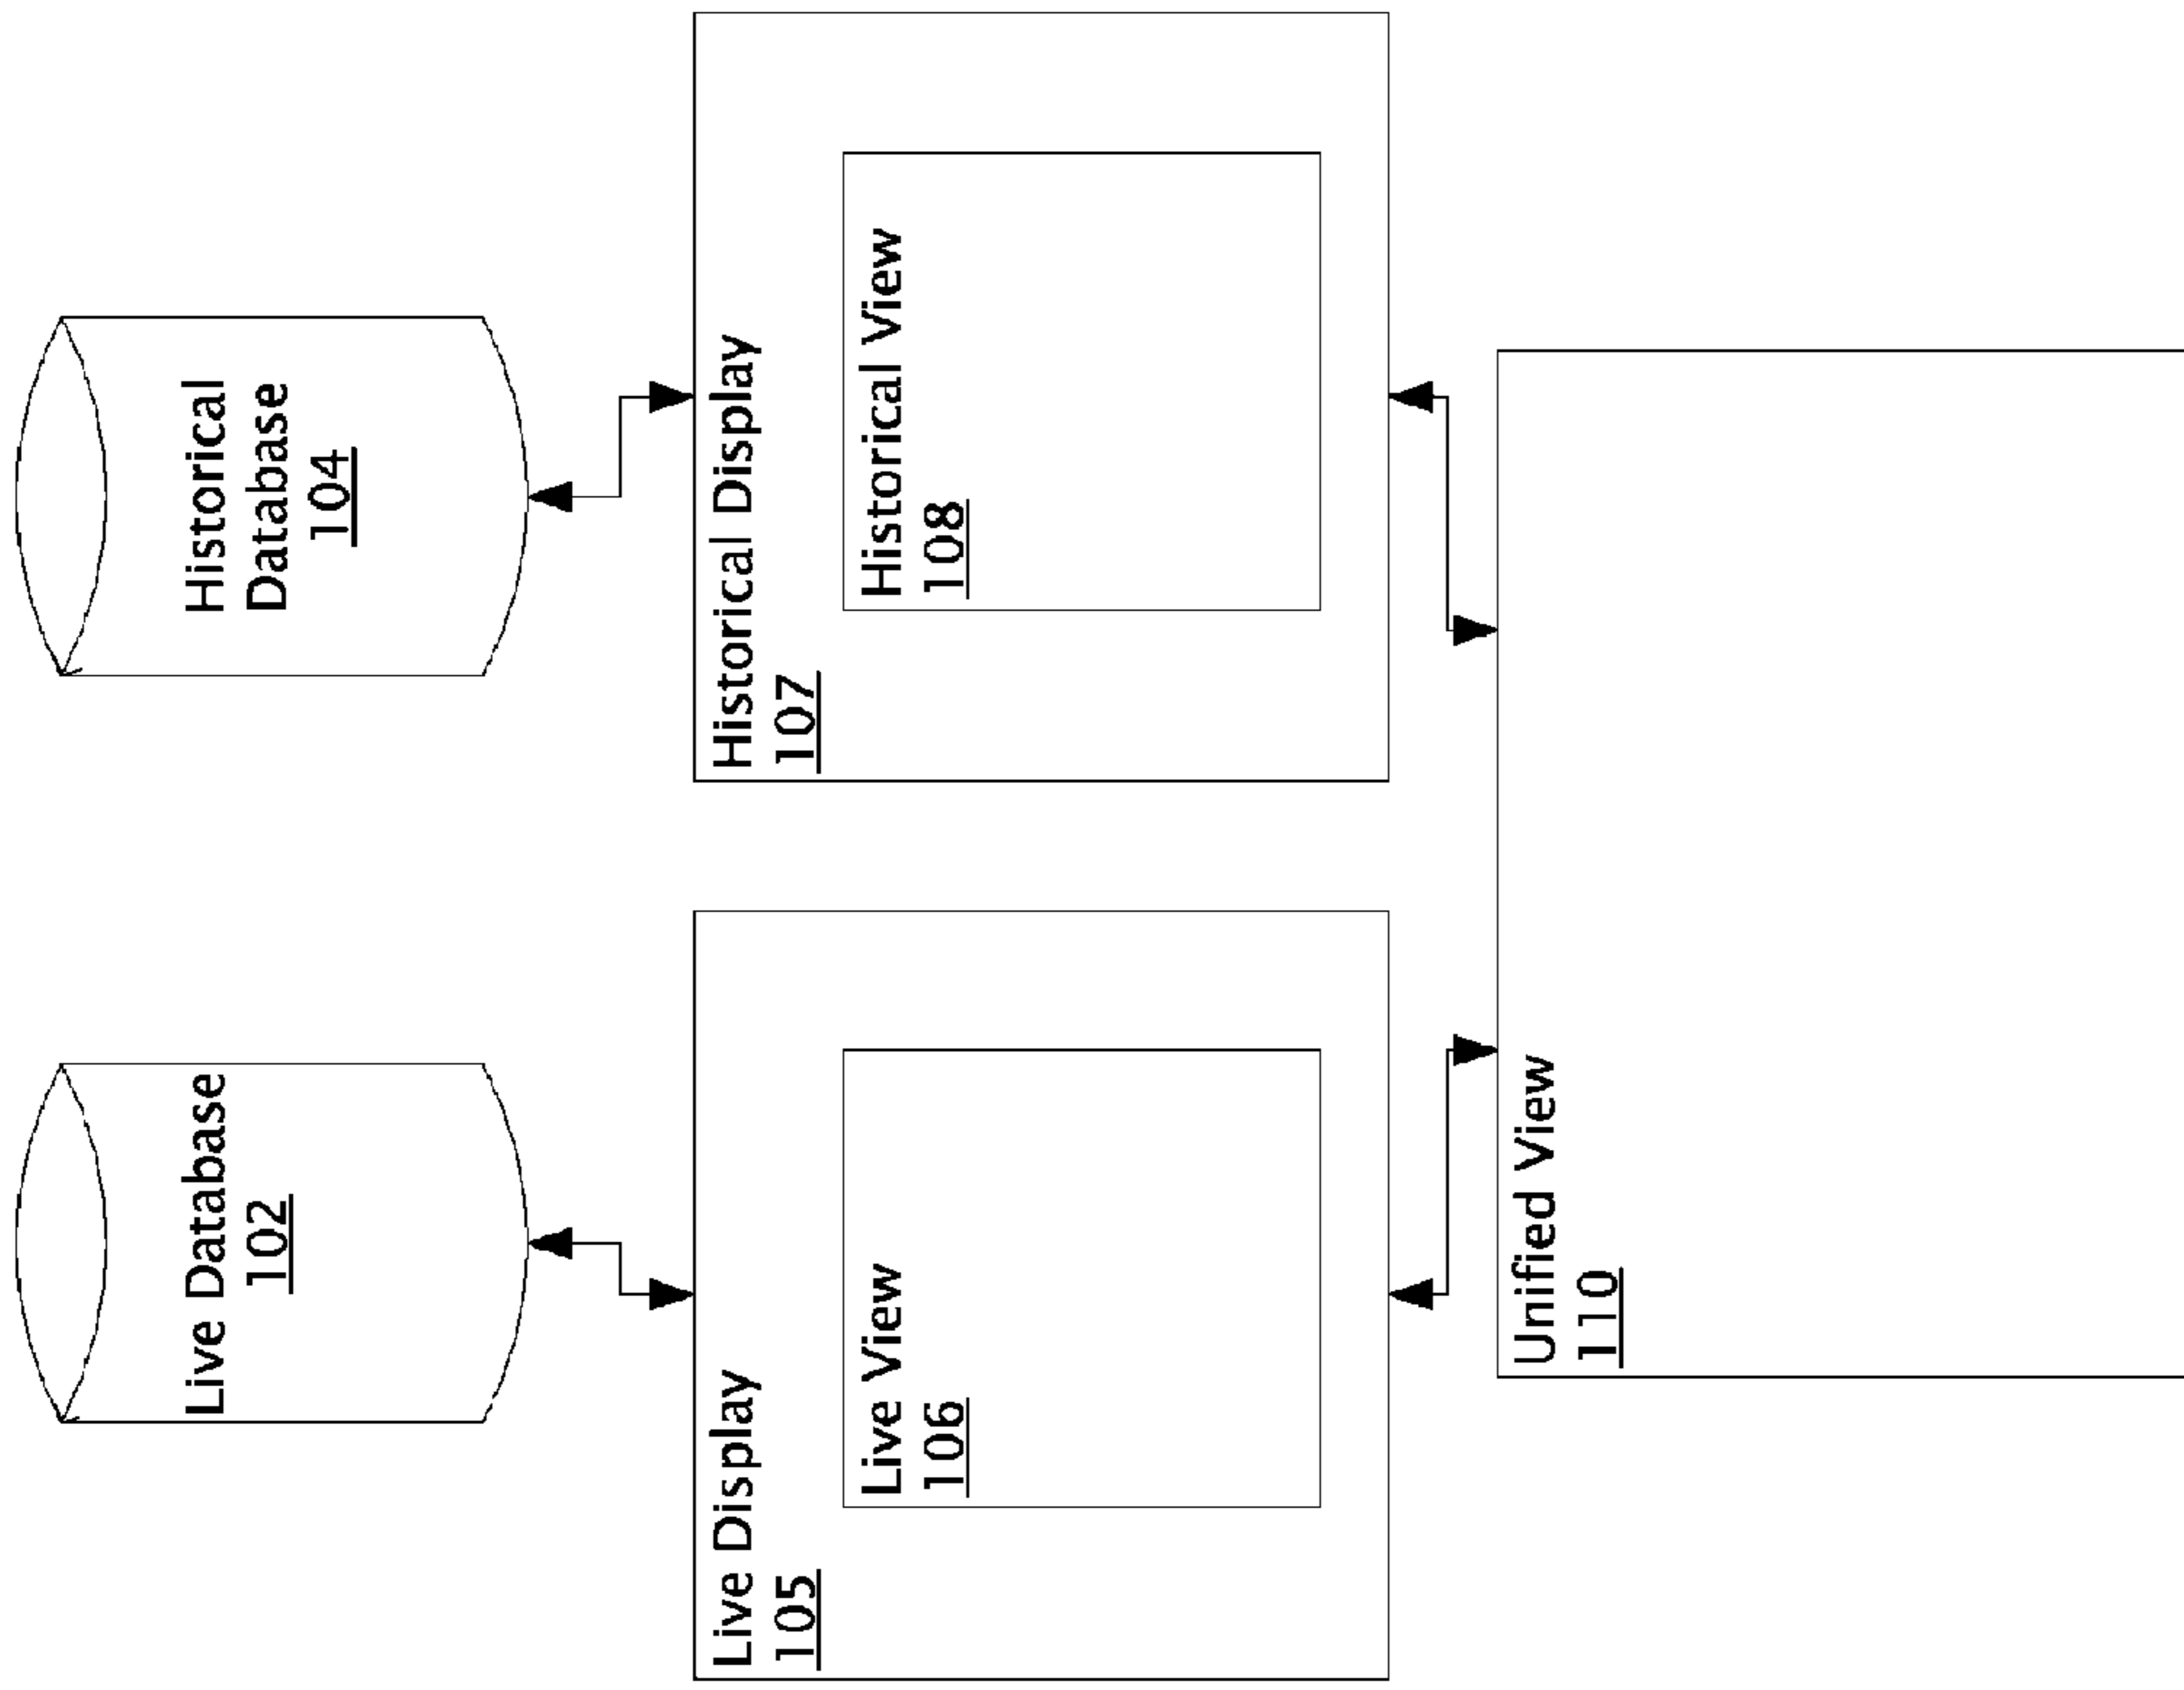 Live Database
102
Historical
Database
104
Live Display
105
Live View
106
Historical Display
107
Historical View
108
Unified View
110